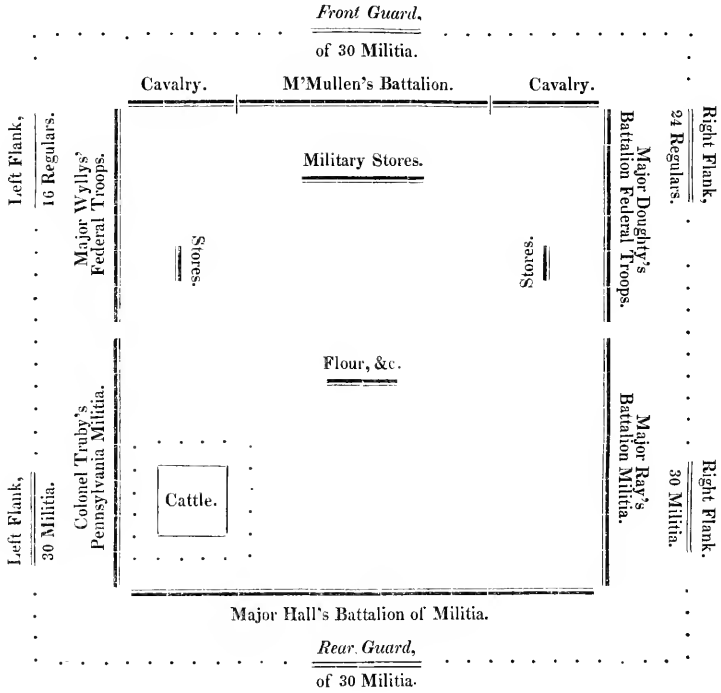 Front Guard,
of 30 Militia.
Cavalry.
M'Mullen's Battalion.
Cavalry.
Left Flank,
16 Regulars.
Major Wyllys'
Federal Troops.
Military Stores.
Major Doughty's
Battalion Federal Troops.
Right Flank,
24 Regulars.
Stores.
Stores.
Flour, &c.
Left Flank,
30 Militia.
Colonel Truby's
Pennsylvania Militia.
Cattle.
Major Ray's
Battalion Militia.
Right Flank.
30 Militia.
Major Hall's Battalion of Militia.
Rear Guard,
of 30 Militia.